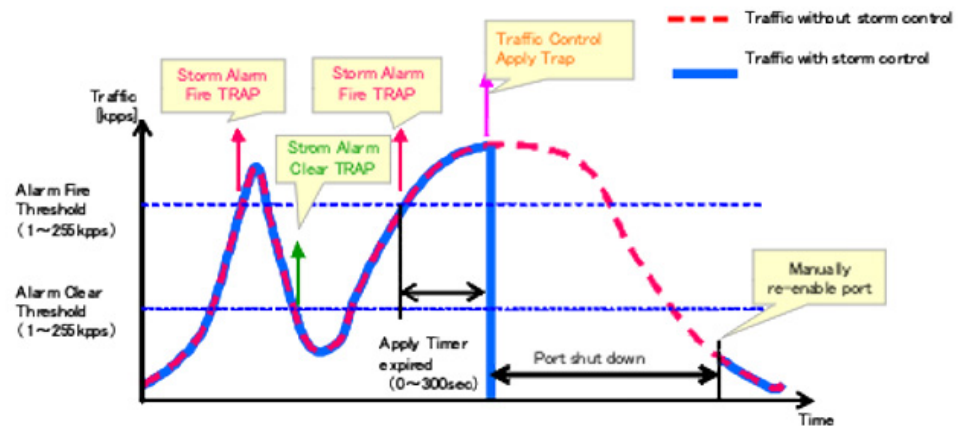 Traffic without storm control
Traffic with storm control
Traffic Control
Apply Trap
Storm Alarm
Fire TRAP
Storm Alarm
Fire TRAP
Strom Alarm
Clear TRAP
Traffic
[kpps]
Alarm Fire
Threshold
(1～255kpps)
Alarm Clear
Threshold
(1～255kpps)
Manually
re-enable port
Apply Timer
expired
(0～300sec)
Port shut down
Time